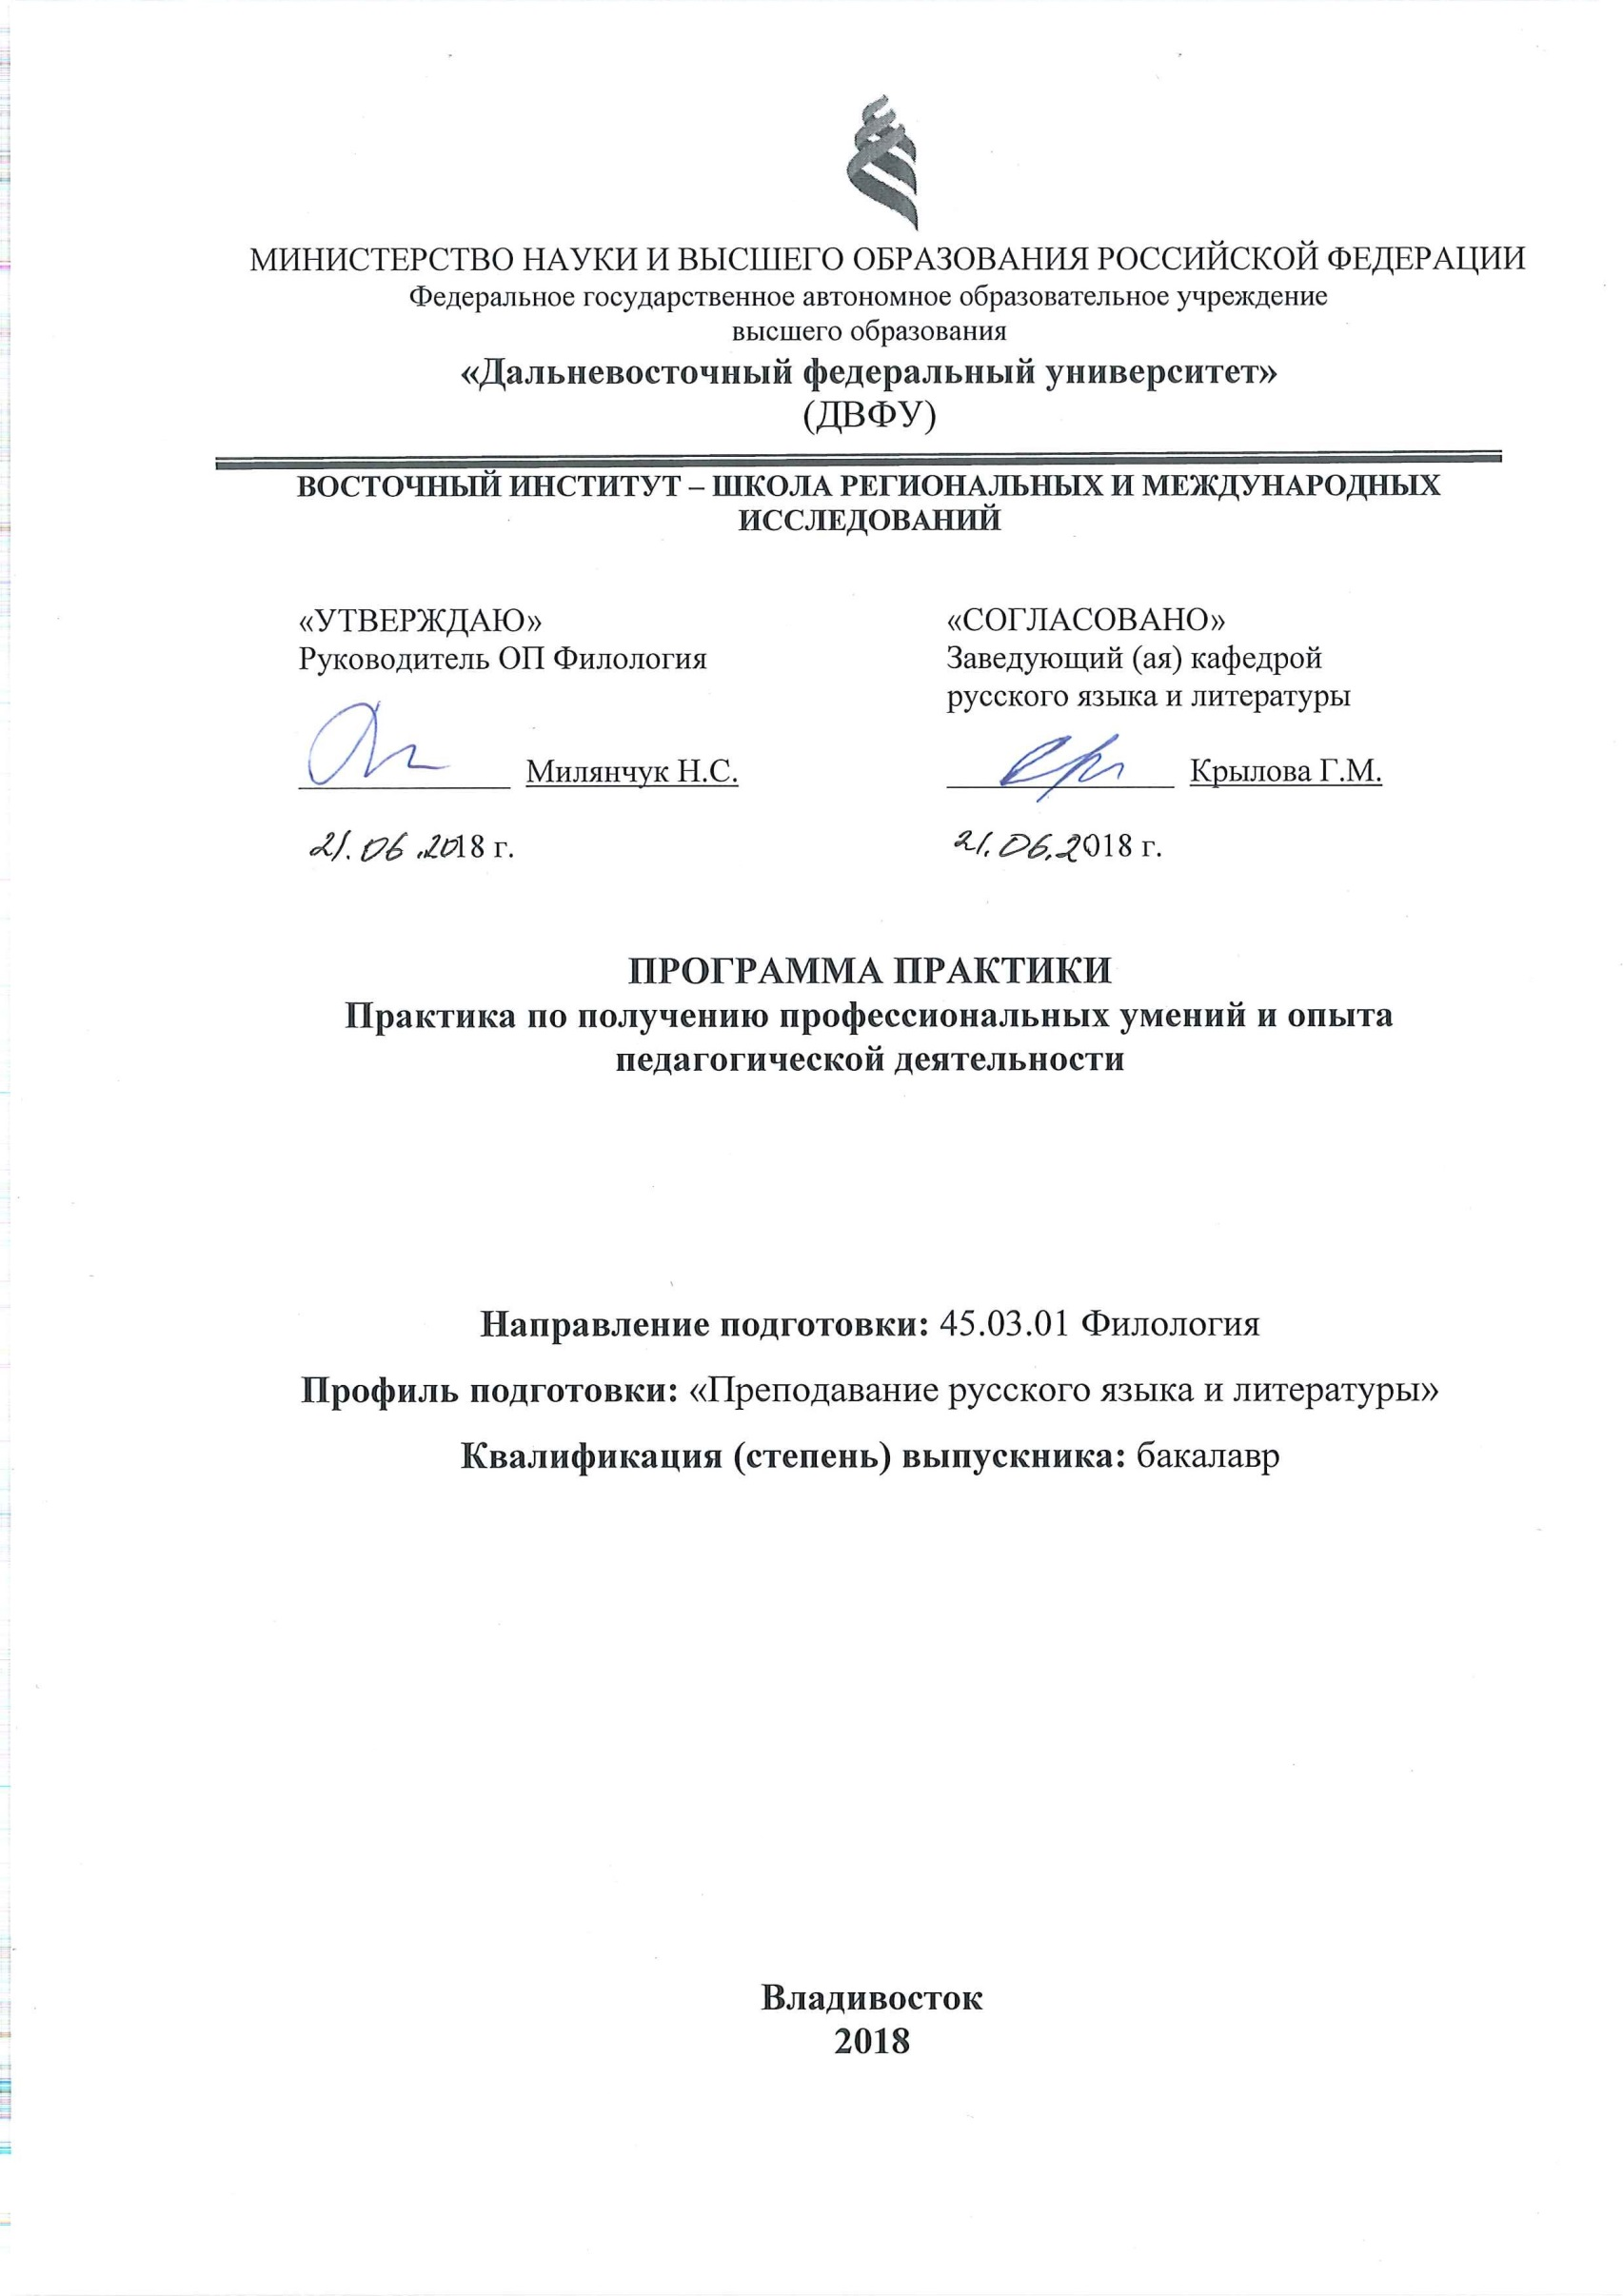 МИНИСТЕРСТВО НАУКИ И ВЫСШЕГО ОБРАЗОВАНИЯ РОССИЙСКОЙ ФЕДЕРАЦИИ
Федеральное государственное автономное образовательное учреждение
высшего образования
«Дальневосточный федеральный университет»
(ДВФУ)
ВОСТОЧНЫЙ ИНСТИТУТ – ШКОЛА РЕГИОНАЛЬНЫХ И МЕЖДУНАРОДНЫХ
ИССЛЕДОВАНИЙ
«УТВЕРЖДАЮ»
Руководитель ОП Филология
Милянчук Н.С.
21.06.2018 г.
«СОГЛАСОВАНО»
Заведующий (ая) кафедрой
русского языка и литературы
Крылова Г.М.
21.06.2018 г.
ПРОГРАММА ПРАКТИКИ
Практика по получению профессиональных умений и опыта
педагогической деятельности
Направление подготовки: 45.03.01 Филология
Профиль подготовки: «Преподавание русского языка и литературы»
Квалификация (степень) выпускника: бакалавр
Владивосток
2018